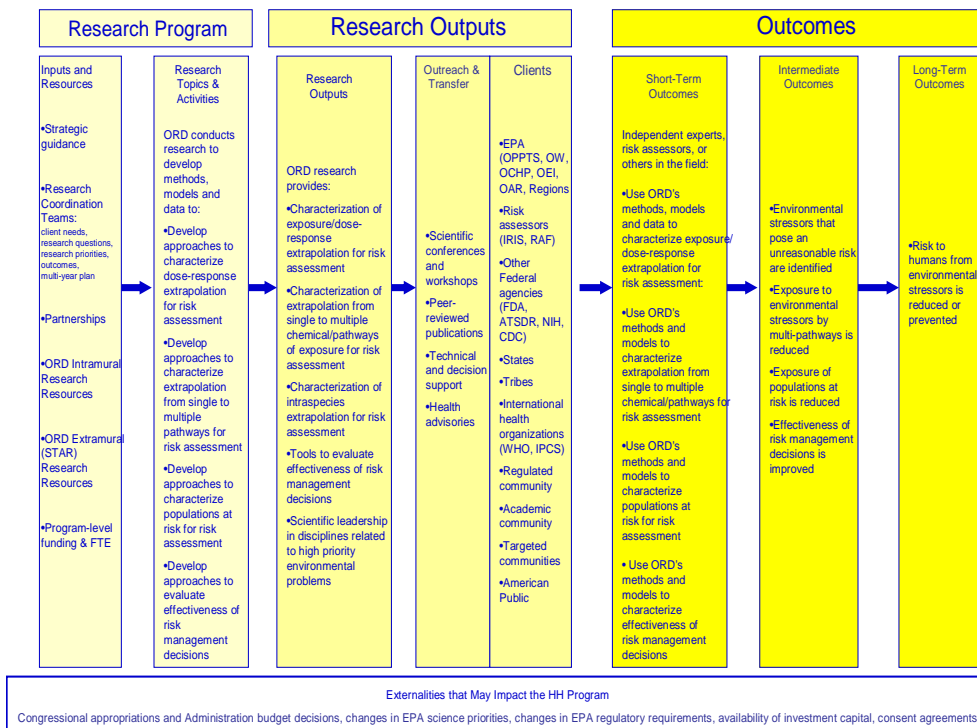 Research Program
Research Outputs
Outcomes
Inputs and
Resources
•Strategic
guidance
•Research
Coordination
Teams:
client needs,
research questions,
research priorities,
outcomes,
multi-year plan
•Partnerships
•ORD Intramural
Research
Resources
•ORD Extramural
(STAR)
Research
Resources
•Program-level
funding & FTE
Research
Topics &
Activities
ORD conducts
research to
develop
methods,
models and
data to:
•Develop
approaches to
characterize
dose-response
extrapolation
for risk
assessment
•Develop
approaches to
characterize
extrapolation
from single to
multiple
pathways for
risk assessment
•Develop
approaches to
characterize
populations at
risk for risk
assessment
•Develop
approaches to
evaluate
effectiveness of
risk
management
decisions
Research
Outputs
ORD research
provides:
•Characterization of
exposure/dose-
response
extrapolation for risk
assessment
•Characterization of
extrapolation from
single to multiple
chemical/pathways
of exposure for risk
assessment
•Characterization of
intraspecies
extrapolation for risk
assessment
•Tools to evaluate
effectiveness of risk
management
decisions
•Scientific leadership
in disciplines related
to high priority
environmental
problems
Outreach &
Transfer
•Scientific
conferences
and
workshops
•Peer-
reviewed
publications
•Technical
and decision
support
•Health
advisories
Clients
•EPA
(OPPTS, OW,
OCHP, OEI,
OAR, Regions
•Risk
assessors
(IRIS, RAF)
•Other
Federal
agencies
(FDA,
ATSDR, NIH,
CDC)
•States
•Tribes
•International
health
organizations
(WHO, IPCS)
•Regulated
community
•Academic
community
•Targeted
communities
•American
Public
Short-Term
Outcomes
Independent experts,
risk assessors, or
others in the field:
•Use ORD's
methods, models
and data to
characterize exposure/
dose-response
extrapolation for
risk assessment:
•Use ORD's
methods and
models to
characterize
extrapolation from
single to multiple
chemical/pathways for
risk assessment
•Use ORD's
methods and
models to
characterize
populations at
risk for risk
assessment
• Use ORD's
methods and
models to
characterize
effectiveness of
risk management
decisions
Intermediate
Outcomes
•Environmental
stressors that
pose an
unreasonable risk
are identified
•Exposure to
environmental
stressors by
multi-pathways is
reduced
•Exposure of
populations at
risk is reduced
•Effectiveness of
risk management
decisions is
improved
Long-Term
Outcomes
•Risk to
humans from
environmental
stressors is
reduced or
prevented
Externalities that May Impact the HH Program
Congressional appropriations and Administration budget decisions, changes in EPA science priorities, changes in EPA regulatory requirements, availability of investment capital, consent agreements